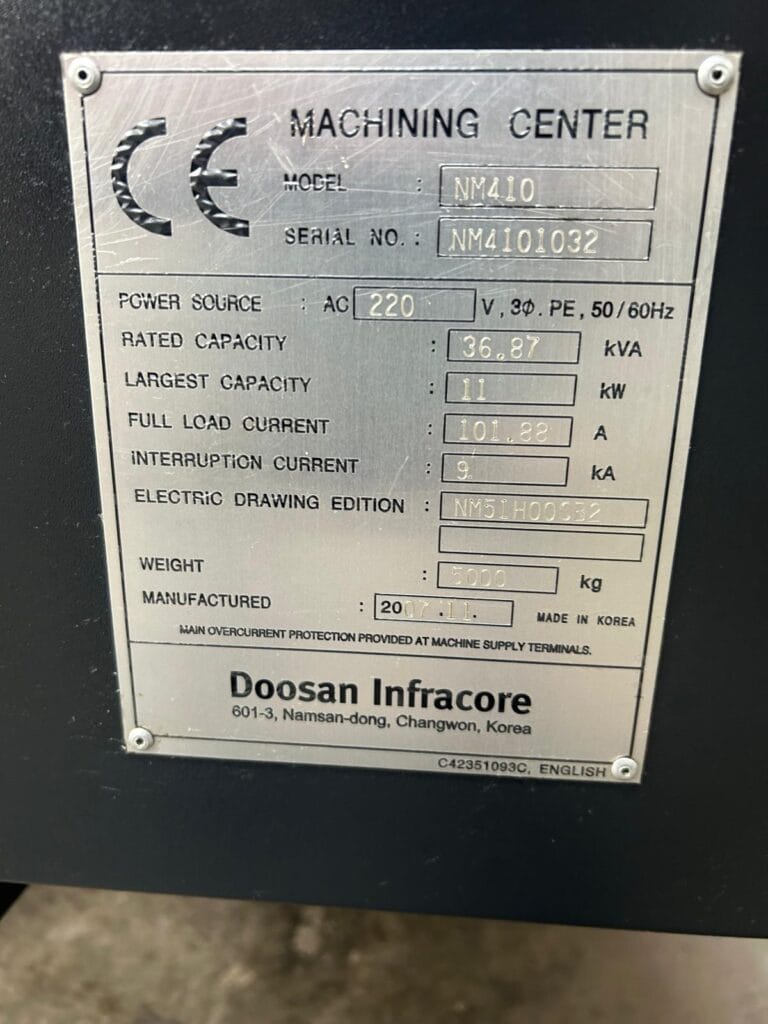 CE MACHINING CENTER
MODEL : NM410
SERIAL NO. : NM4101032
POWER SOURCE : AC 220 V, 3Φ. PE, 50/60Hz
RATED CAPACITY : 36.87 kVA
LARGEST CAPACITY : 11 kW
FULL LOAD CURRENT : 101.88 A
INTERRUPTION CURRENT : 9 kA
ELECTRIC DRAWING EDITION :
WEIGHT : 5000 kg
MANUFACTURED : 2007.11. MADE IN KOREA
MAIN OVERCURRENT PROTECTION PROVIDED AT MACHINE SUPPLY TERMINALS.
Doosan Infracore
601-3, Namsan-dong, Changwon, Korea
C42351093C, ENGLISH